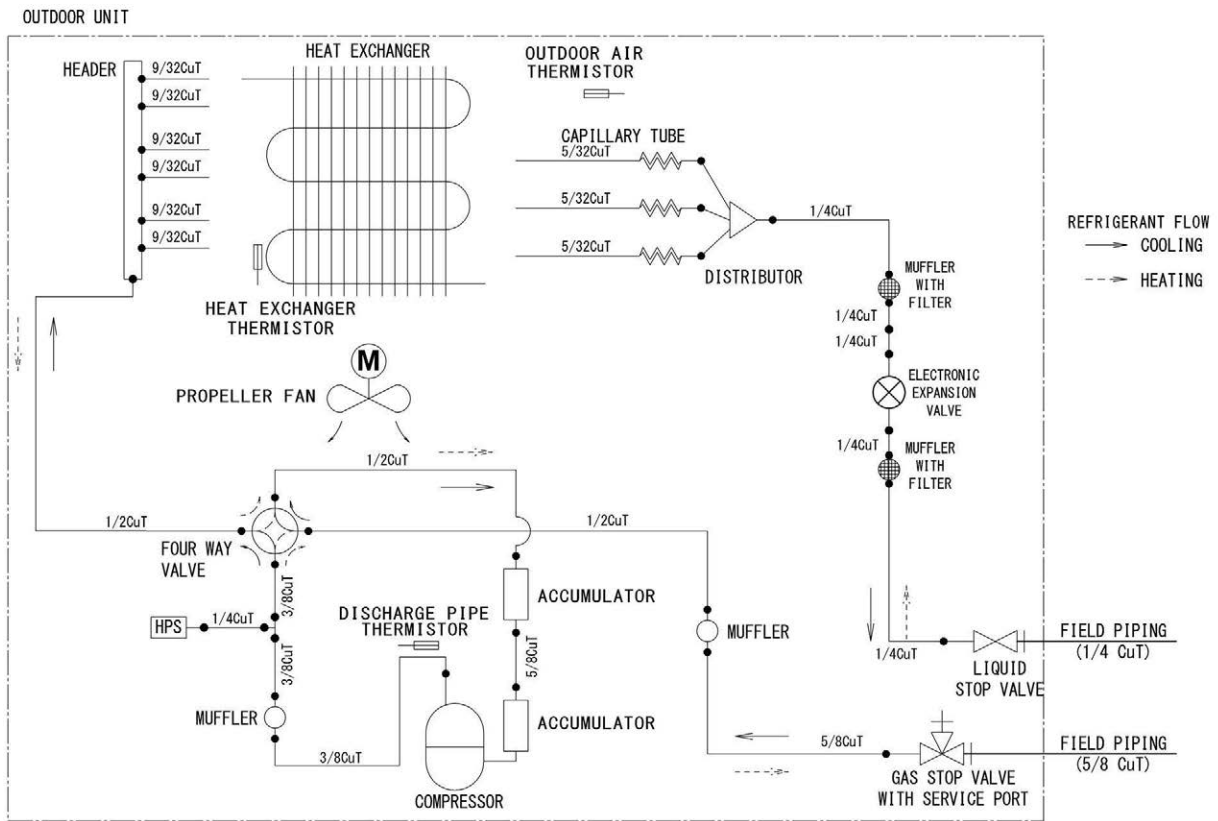 OUTDOOR UNIT
HEADER
9/32CuT
9/32CuT
9/32CuT
9/32CuT
9/32CuT
9/32CuT
HEAT EXCHANGER
HEAT EXCHANGER
THERMISTOR
OUTDOOR AIR
THERMISTOR
CAPILLARY TUBE
5/32CuT
5/32CuT
5/32CuT
DISTRIBUTOR
1/4CuT
MUFFLER
WITH
FILTER
1/4CuT
1/4CuT
ELECTRONIC
EXPANSION
VALVE
1/4CuT
MUFFLER
WITH
FILTER
REFRIGERANT FLOW
COOLING
HEATING
M
PROPELLER FAN
1/2CuT
1/2CuT
1/2CuT
FOUR WAY
VALVE
3/8CuT
HPS
1/4CuT
3/8CuT
MUFFLER
3/8CuT
DISCHARGE PIPE
THERMISTOR
COMPRESSOR
ACCUMULATOR
5/8CuT
ACCUMULATOR
MUFFLER
1/4CuT
LIQUID
STOP VALVE
FIELD PIPING
(1/4 CuT)
5/8CuT
GAS STOP VALVE
WITH SERVICE PORT
FIELD PIPING
(5/8 CuT)